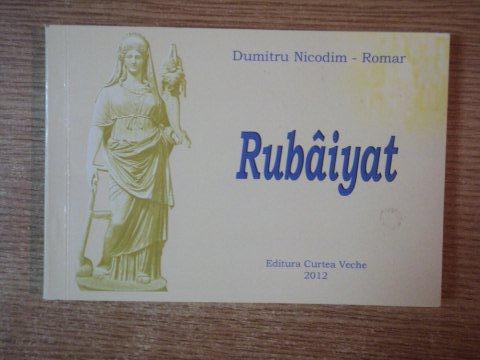 Dumitru Nicodim - Romar
Rubâiyat
Editura Curtea Veche
2012